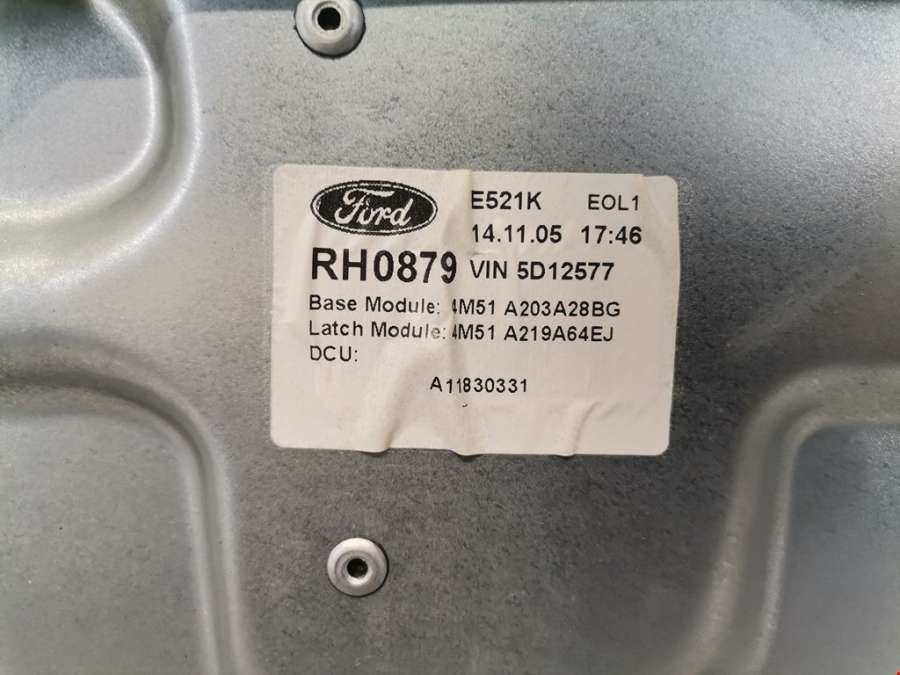 Ford E521K EOL1
14.11.05 17:46
RH0879 VIN 5D12577
Base Module: 4M51 A203A28BG
Latch Module: 4M51 A219A64EJ
DCU:
A11830331